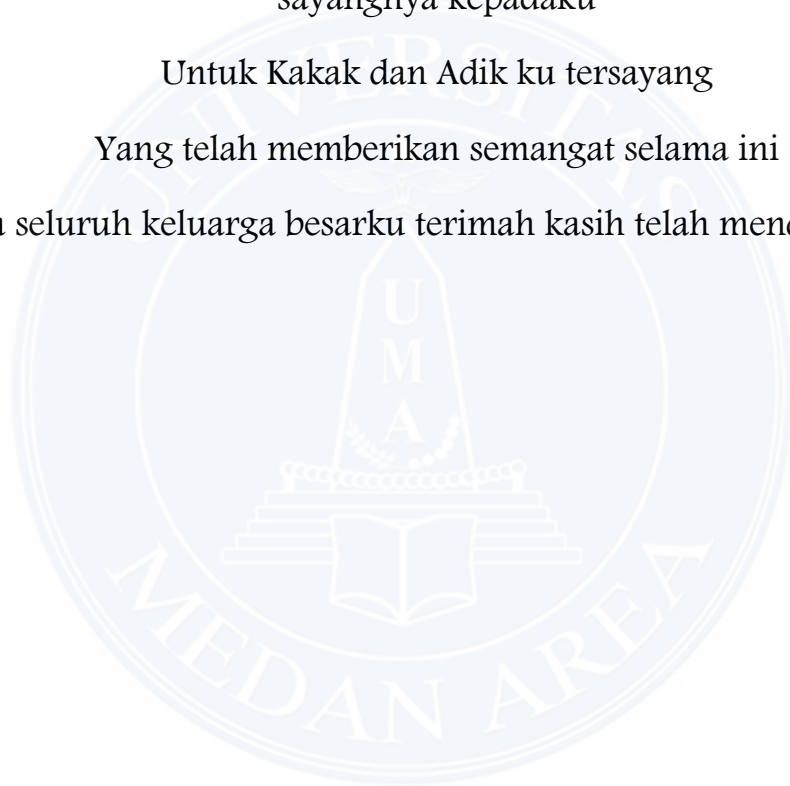 sayangnya kepadaku
Untuk Kakak dan Adik ku tersayang
Yang telah memberikan semangat selama ini
seluruh keluarga besarku terimah kasih telah
UNIVERSITAS
U
M
A
MEDAN AREA